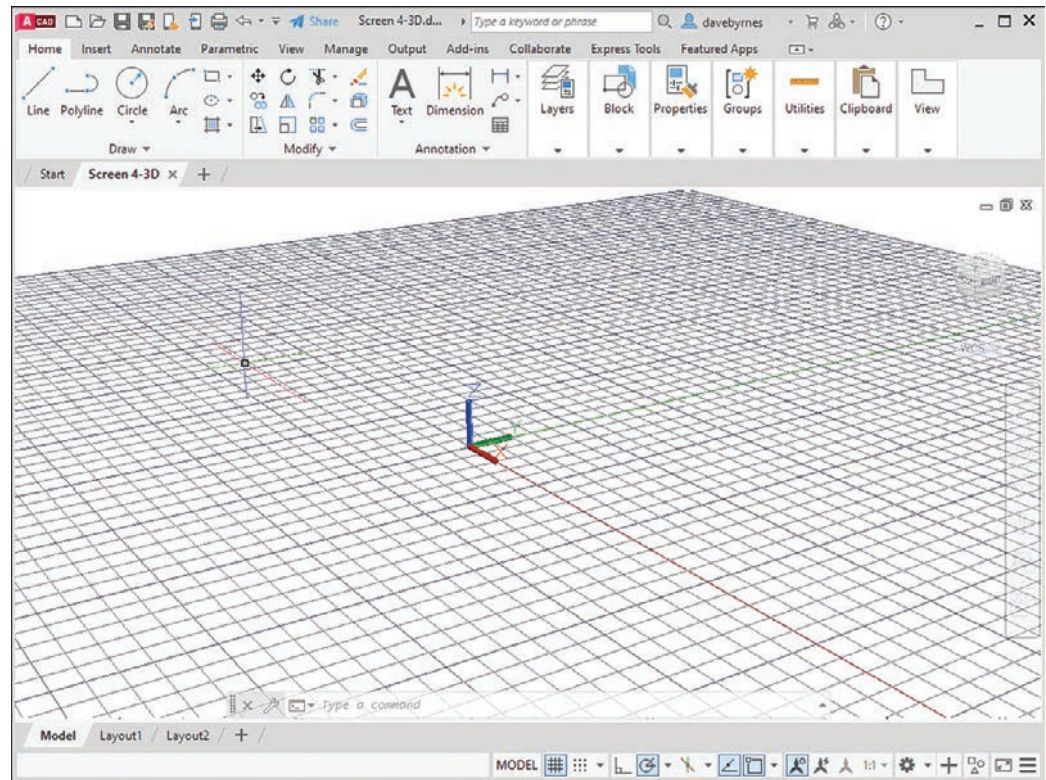 A CAD Share Screen 4-3D.d... Type a keyword or phrase davebyrnes
Home Insert Annotate Parametric View Manage Output Add-ins Collaborate Express Tools Featured Apps
Line Polyline Circle Arc Text Dimension Layers Block Properties Groups Utilities Clipboard View
Draw Modify Annotation
Start Screen 4-3D
Z
Y
X
Type a command
Model Layout1 Layout2
MODEL 1:1